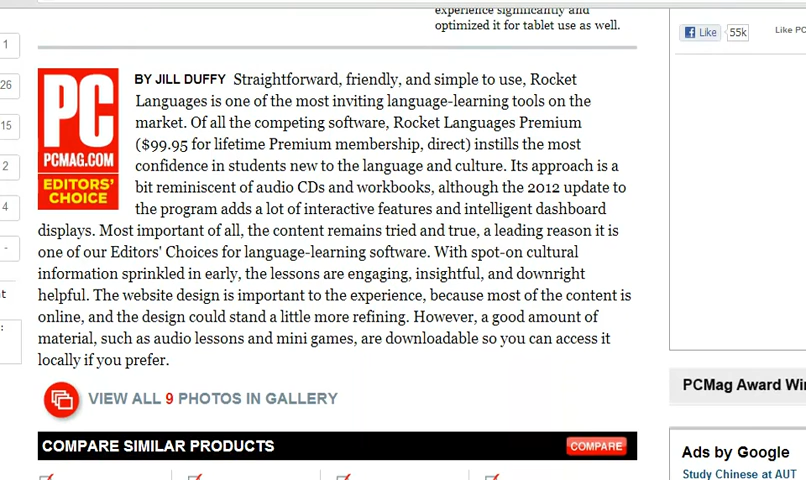 experience significantly and
optimized it for tablet use as well.
Like 55k Like PC
1
26
15
2
4
-
PC
PCMAG.COM
EDITORS'
CHOICE
BY JILL DUFFY Straightforward, friendly, and simple to use, Rocket
Languages is one of the most inviting language-learning tools on the
market. Of all the competing software, Rocket Languages Premium
($99.95 for lifetime Premium membership, direct) instills the most
confidence in students new to the language and culture. Its approach is a
bit reminiscent of audio CDs and workbooks, although the 2012 update to
the program adds a lot of interactive features and intelligent dashboard
displays. Most important of all, the content remains tried and true, a leading reason it is
one of our Editors' Choices for language-learning software. With spot-on cultural
information sprinkled in early, the lessons are engaging, insightful, and downright
helpful. The website design is important to the experience, because most of the content is
online, and the design could stand a little more refining. However, a good amount of
material, such as audio lessons and mini games, are downloadable so you can access it
locally if you prefer.
VIEW ALL 9 PHOTOS IN GALLERY
COMPARE SIMILAR PRODUCTS
COMPARE
PCMag Award Wi
Ads by Google
Study Chinese at AUT